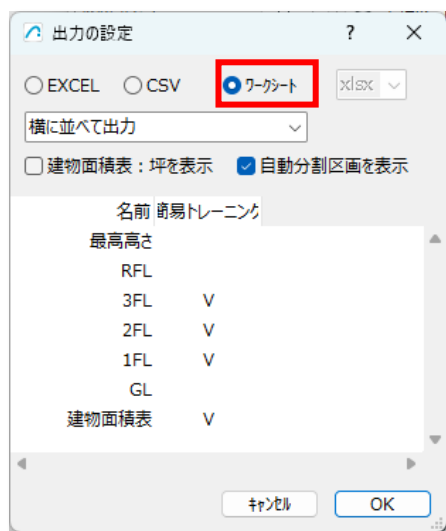 出力の設定 ? ×
EXCEL CSV ワークシート xlsx
横に並べて出力
建物面積表：坪を表示 自動分割区画を表示
名前 簡易トレーニング
最高高さ
RFL
3FL V
2FL V
1FL V
GL
建物面積表 V
キャンセル OK